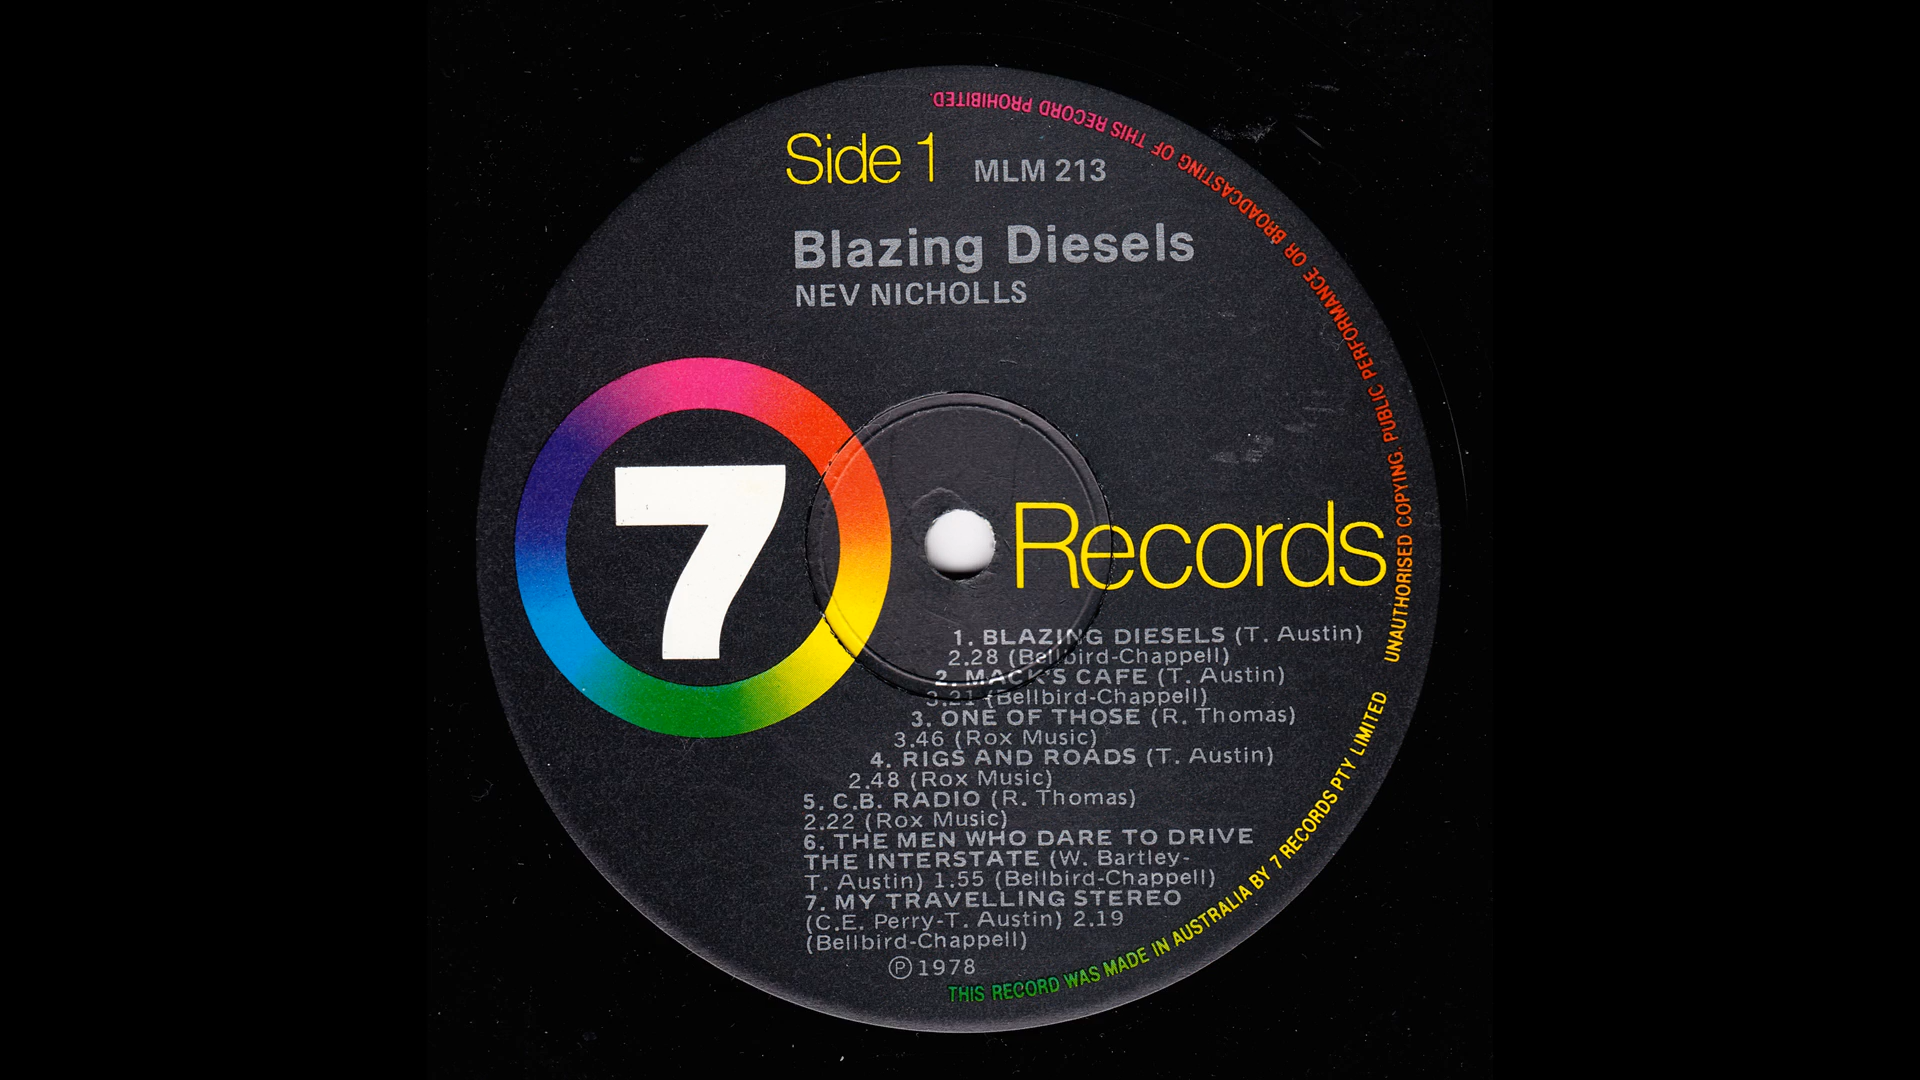 Side 1 MLM 213
Blazing Diesels
NEV NICHOLLS
7 Records
1. BLAZING DIESELS (T. Austin)
2.28 (Bellbird-Chappell)
2. MACK'S CAFE (T. Austin)
3.21 (Bellbird-Chappell)
3. ONE OF THOSE (R. Thomas)
3.46 (Rox Music)
4. RIGS AND ROADS (T. Austin)
2.48 (Rox Music)
5. C.B. RADIO (R. Thomas)
2.22 (Rox Music)
6. THE MEN WHO DARE TO DRIVE
THE INTERSTATE (W. Bartley-
T. Austin) 1.55 (Bellbird-Chappell)
7. MY TRAVELLING STEREO
(C.E. Perry-T. Austin) 2.19
(Bellbird-Chappell)
Ⓟ1978
THIS RECORD WAS MADE IN AUSTRALIA BY 7 RECORDS PTY LIMITED. UNAUTHORISED COPYING, PUBLIC PERFORMANCE OR BROADCASTING OF THIS RECORD PROHIBITED.